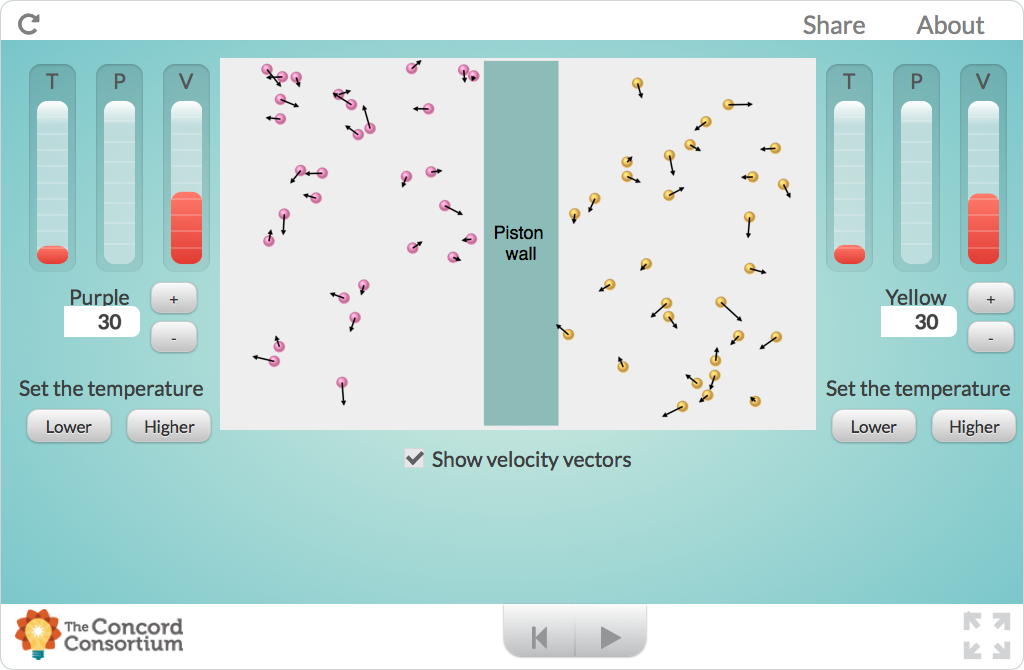 Share About
T P V
T P V
Piston
wall
Purple
30
+
-
Yellow
30
+
-
Set the temperature
Lower Higher
Set the temperature
Lower Higher
Show velocity vectors
The Concord
Consortium